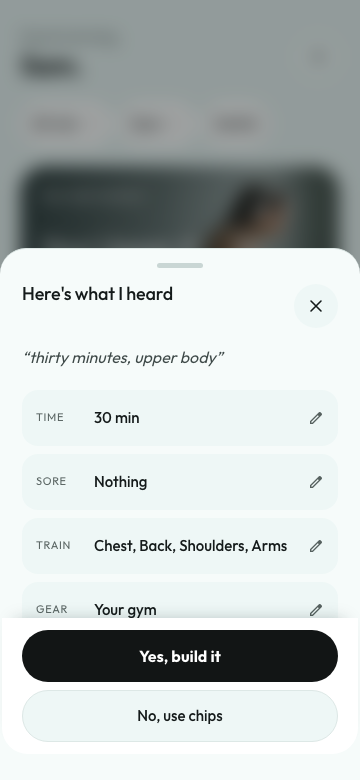 Here's what I heard
“thirty minutes, upper body”
TIME 30 min
SORE Nothing
TRAIN Chest, Back, Shoulders, Arms
GEAR Your gym
Yes, build it
No, use chips